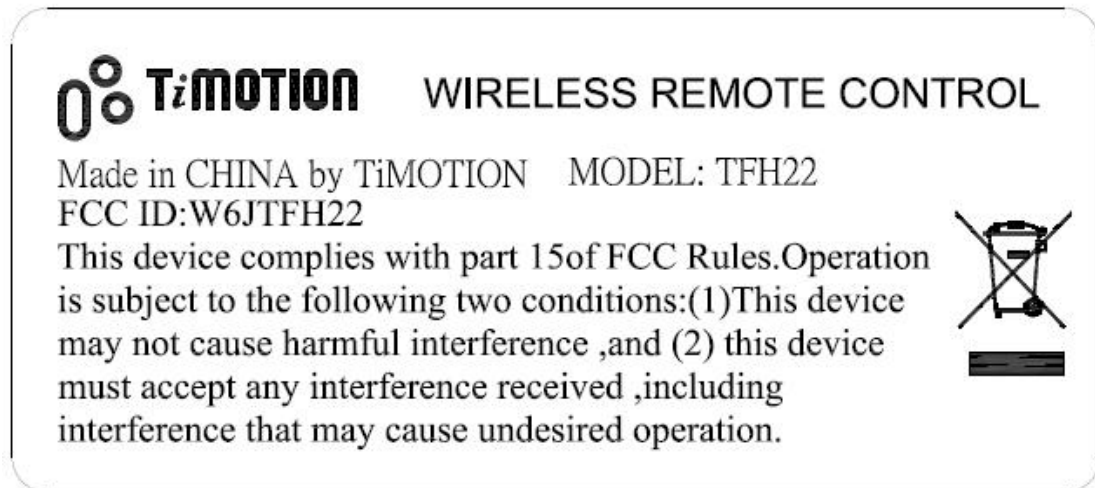 TiMOTION WIRELESS REMOTE CONTROL
Made in CHINA by TiMOTION MODEL: TFH22
FCC ID:W6JTFH22
This device complies with part 15of FCC Rules.Operation
is subject to the following two conditions:(1)This device
may not cause harmful interference ,and (2) this device
must accept any interference received ,including
interference that may cause undesired operation.